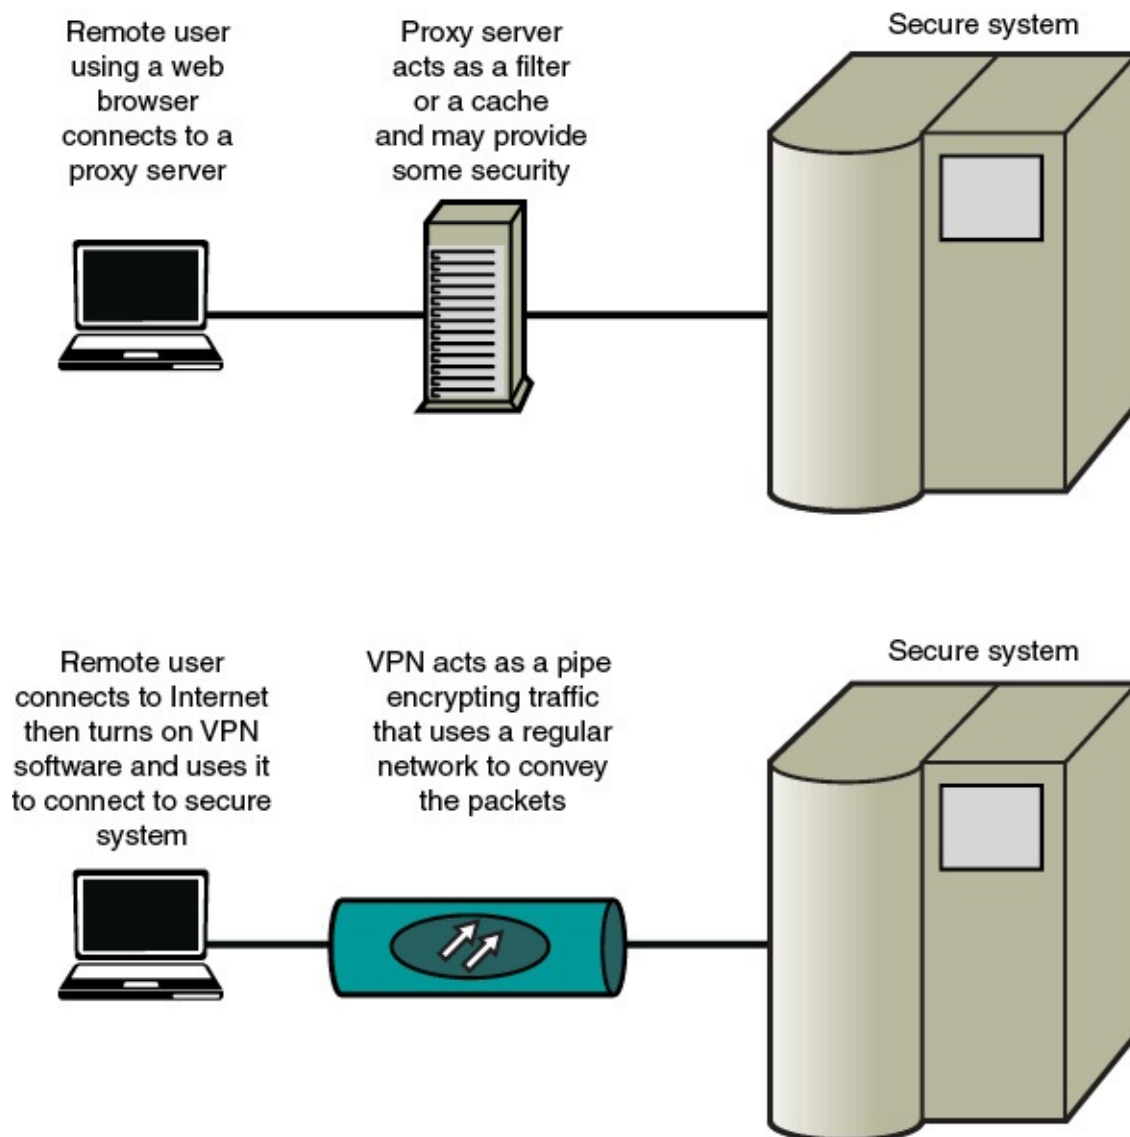 Remote user
using a web
browser
connects to a
proxy server
Proxy server
acts as a filter
or a cache
and may provide
some security
Secure system
Remote user
connects to Internet
then turns on VPN
software and uses it
to connect to secure
system
VPN acts as a pipe
encrypting traffic
that uses a regular
network to convey
the packets
Secure system